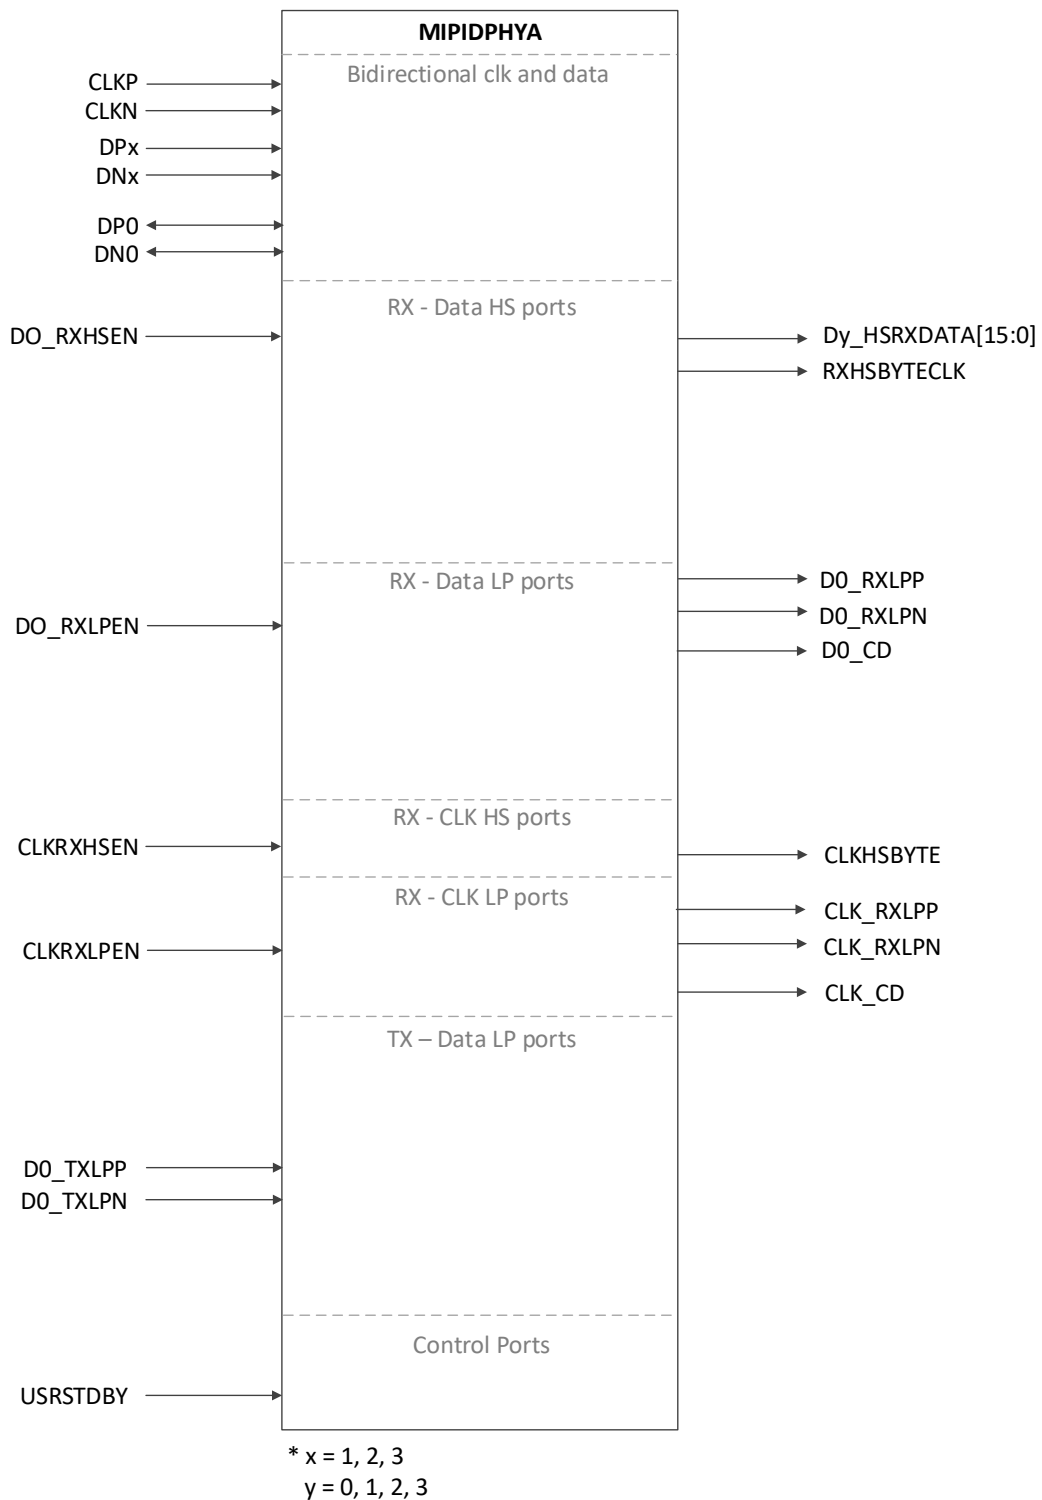 MIPIDPHYA
Bidirectional clk and data
CLKP
CLKN
DPx
DNx
DP0
DN0
RX - Data HS ports
DO_RXHSEN
Dy_HSRXDATA[15:0]
RXHSBYTECLK
RX - Data LP ports
DO_RXLPEN
D0_RXLPP
D0_RXLPN
D0_CD
RX - CLK HS ports
CLKRXHSEN
CLKHSBYTE
RX - CLK LP ports
CLKRXLPEN
CLK_RXLPP
CLK_RXLPN
CLK_CD
TX – Data LP ports
D0_TXLPP
D0_TXLPN
Control Ports
USRSTDBY
* x = 1, 2, 3
y = 0, 1, 2, 3